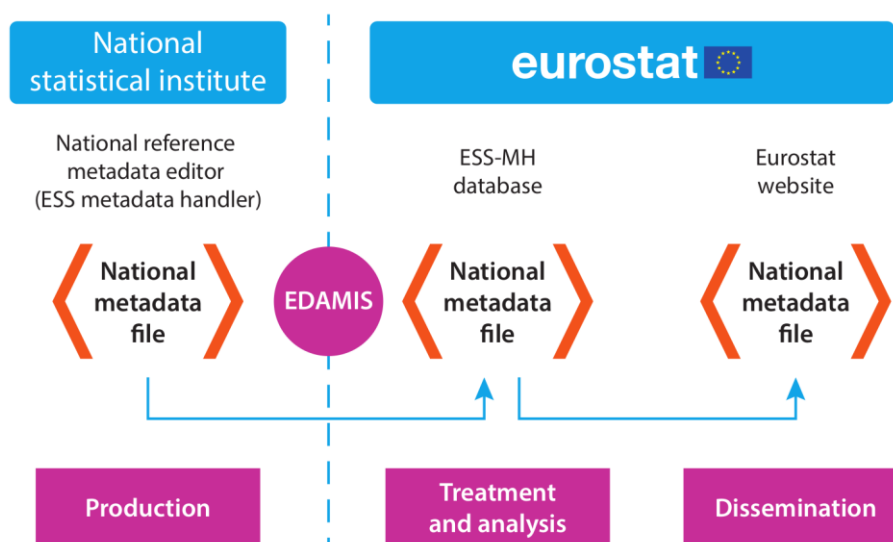 National
statistical institute
eurostat
National reference
metadata editor
(ESS metadata handler)
ESS-MH
database
Eurostat
website
National
metadata
file
EDAMIS
National
metadata
file
National
metadata
file
Production
Treatment
and analysis
Dissemination